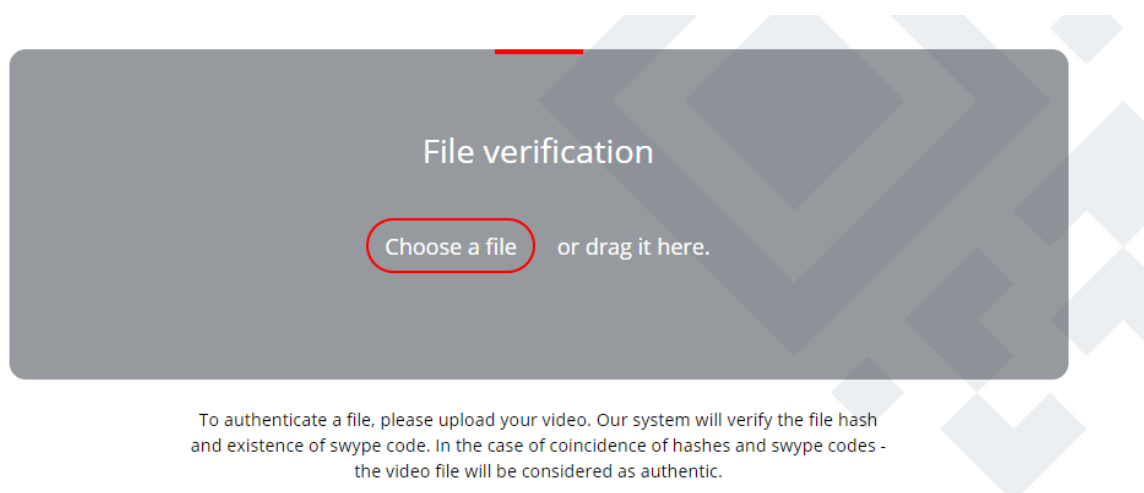 File verification
Choose a file or drag it here.
To authenticate a file, please upload your video. Our system will verify the file hash
and existence of swype code. In the case of coincidence of hashes and swype codes -
the video file will be considered as authentic.